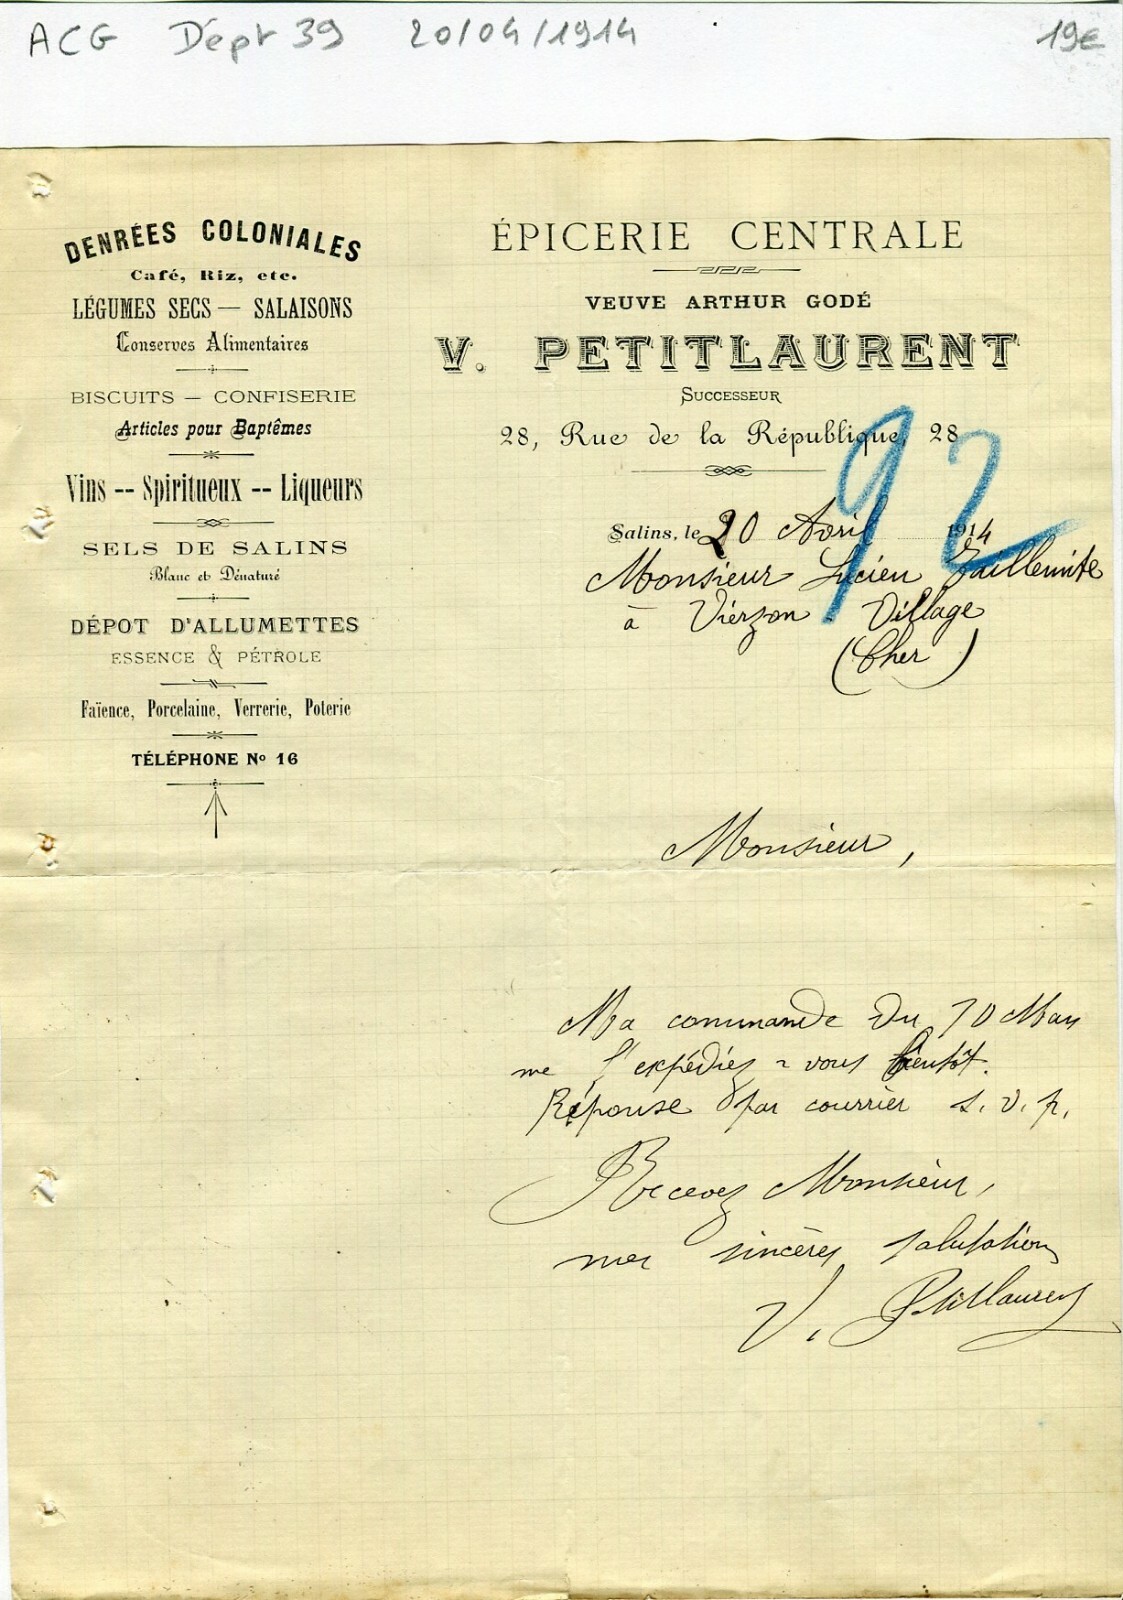 ACG Dépt 39 20/04/1914 19€
DENRÉES COLONIALES
Café, Riz, etc.
LÉGUMES SECS — SALAISONS
Conserves Alimentaires
BISCUITS — CONFISERIE
Articles pour Baptêmes
Vins -- Spiritueux -- Liqueurs
SELS DE SALINS
Blanc et Dénaturé
DÉPOT D'ALLUMETTES
ESSENCE & PÉTROLE
Faïence, Porcelaine, Verrerie, Poterie
TÉLÉPHONE No 16
ÉPICERIE CENTRALE
VEUVE ARTHUR GODÉ
V. PETITLAURENT
SUCCESSEUR
28, Rue de la République, 28
92
Salins, le 20 Avril 1914
Monsieur Lucien Taillemite
à Vierzon Village
(Cher)
Monsieur,
Ma commande du 10 Mars
me l'expédiez-vous bientôt.
Réponse par courrier s.v.p.
Recevez Monsieur,
mes sincères salutations
V. Petitlaurent